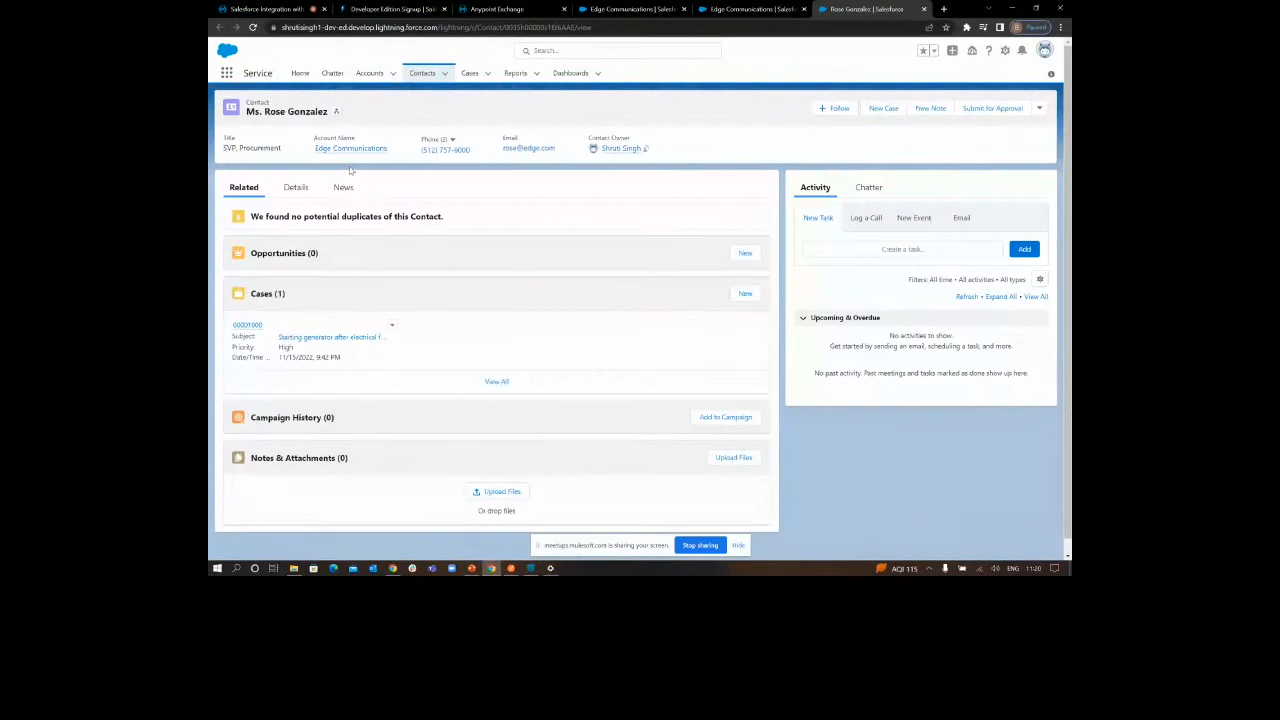 Salesforce Integration with
Developer Edition Signup | Sal
Anypoint Exchange
Edge Communications | Salesfo
Edge Communications | Salesfo
Rose Gonzalez | Salesforce
shrutisingh1-dev-ed.develop.lightning.force.com/lightning/r/Contact/0035h00000c1Et6AAE/view
Paused
Search...
Service
Home
Chatter
Accounts
Contacts
Cases
Reports
Dashboards
Contact
Ms. Rose Gonzalez
+ Follow
New Case
New Note
Submit for Approval
Title
Account Name
Phone (2)
Email
Contact Owner
SVP, Procurement
Edge Communications
(512) 757-6000
rose@edge.com
Shruti Singh
Related
Details
News
We found no potential duplicates of this Contact.
Opportunities (0)
New
Cases (1)
New
00001000
Subject:
Starting generator after electrical f...
Priority:
High
Date/Time ...
11/15/2022, 9:42 PM
View All
Campaign History (0)
Add to Campaign
Notes & Attachments (0)
Upload Files
Upload Files
Or drop files
Activity
Chatter
New Task
Log a Call
New Event
Email
Create a task...
Add
Filters: All time • All activities • All types
Refresh • Expand All • View All
Upcoming & Overdue
No activities to show.
Get started by sending an email, scheduling a task, and more.
No past activity. Past meetings and tasks marked as done show up here.
meetups.mulesoft.com is sharing your screen.
Stop sharing
Hide
AQI 115
ENG
11:20